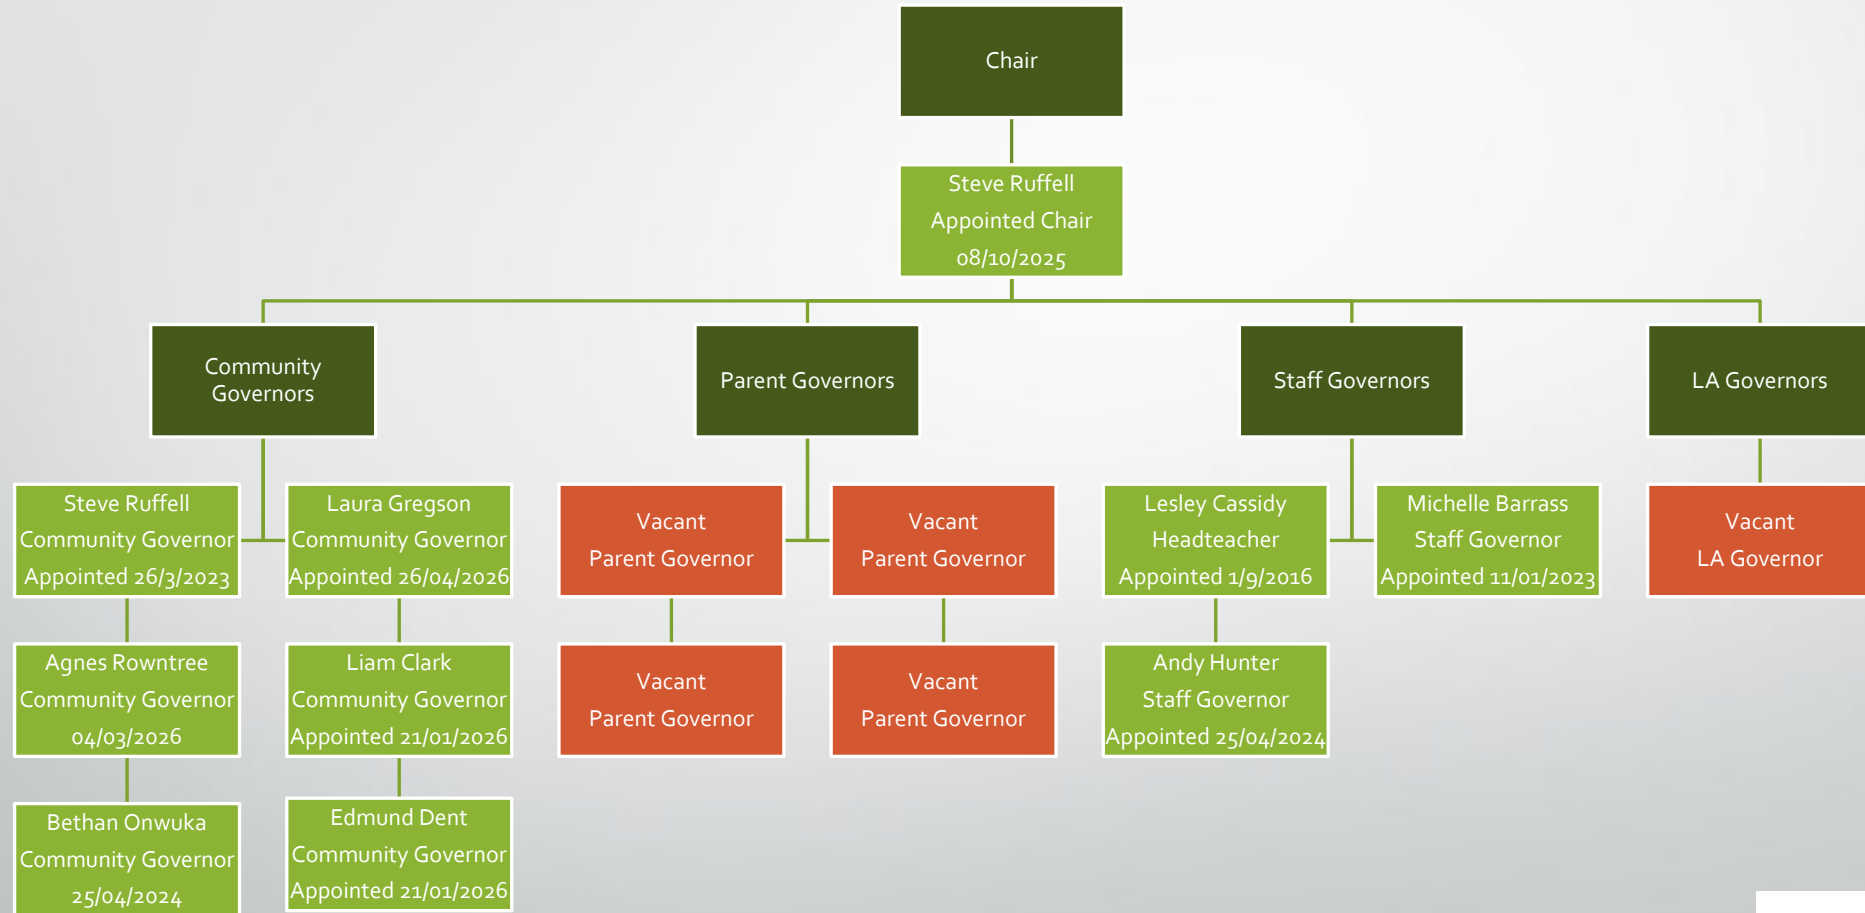 Chair
Steve Ruffell
Appointed Chair
08/10/2025
Community
Governors
Parent Governors
Staff Governors
LA Governors
Steve Ruffell
Community Governor
Appointed 26/3/2023
Laura Gregson
Community Governor
Appointed 26/04/2026
Vacant
Parent Governor
Vacant
Parent Governor
Lesley Cassidy
Headteacher
Appointed 1/9/2016
Michelle Barrass
Staff Governor
Appointed 11/01/2023
Vacant
LA Governor
Agnes Rowntree
Community Governor
04/03/2026
Liam Clark
Community Governor
Appointed 21/01/2026
Vacant
Parent Governor
Vacant
Parent Governor
Andy Hunter
Staff Governor
Appointed 25/04/2024
Bethan Onwuka
Community Governor
25/04/2024
Edmund Dent
Community Governor
Appointed 21/01/2026